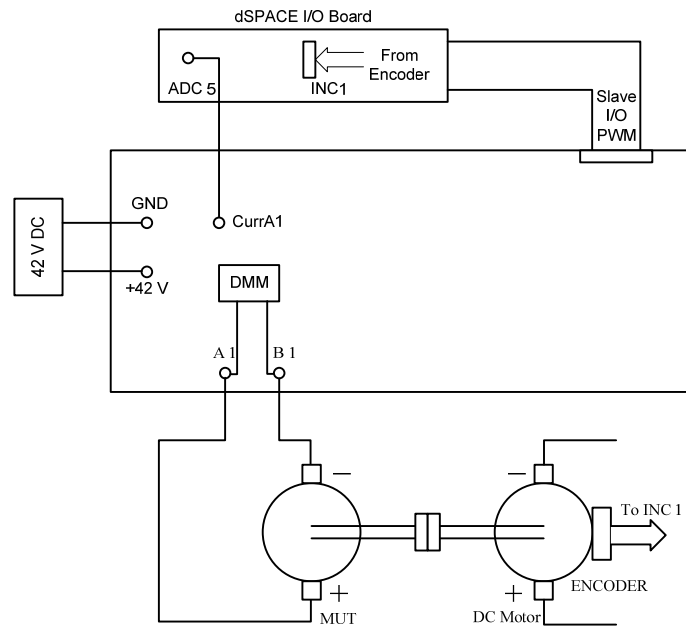 dSPACE I/O Board
From
Encoder
ADC 5
INC1
Slave
I/O
PWM
42 V DC
GND
CurrA1
+42 V
DMM
A 1
B 1
−
−
To INC 1
ENCODER
+
+
MUT
DC Motor